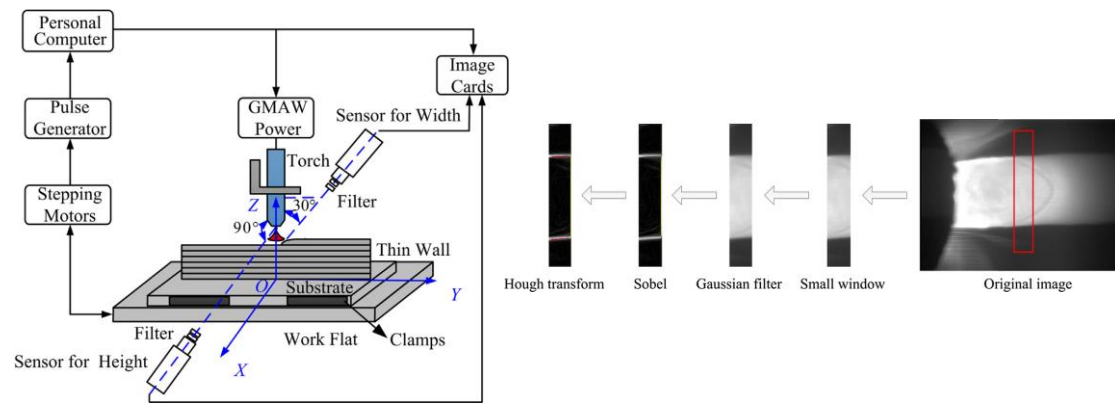 Personal
Computer
Pulse
Generator
Stepping
Motors
GMAW
Power
Image
Cards
Sensor for Width
Torch
Filter
Z
30°
90°
Thin Wall
O
Substrate
Y
Filter
Work Flat
Clamps
Sensor for Height
X
Hough transform
Sobel
Gaussian filter
Small window
Original image